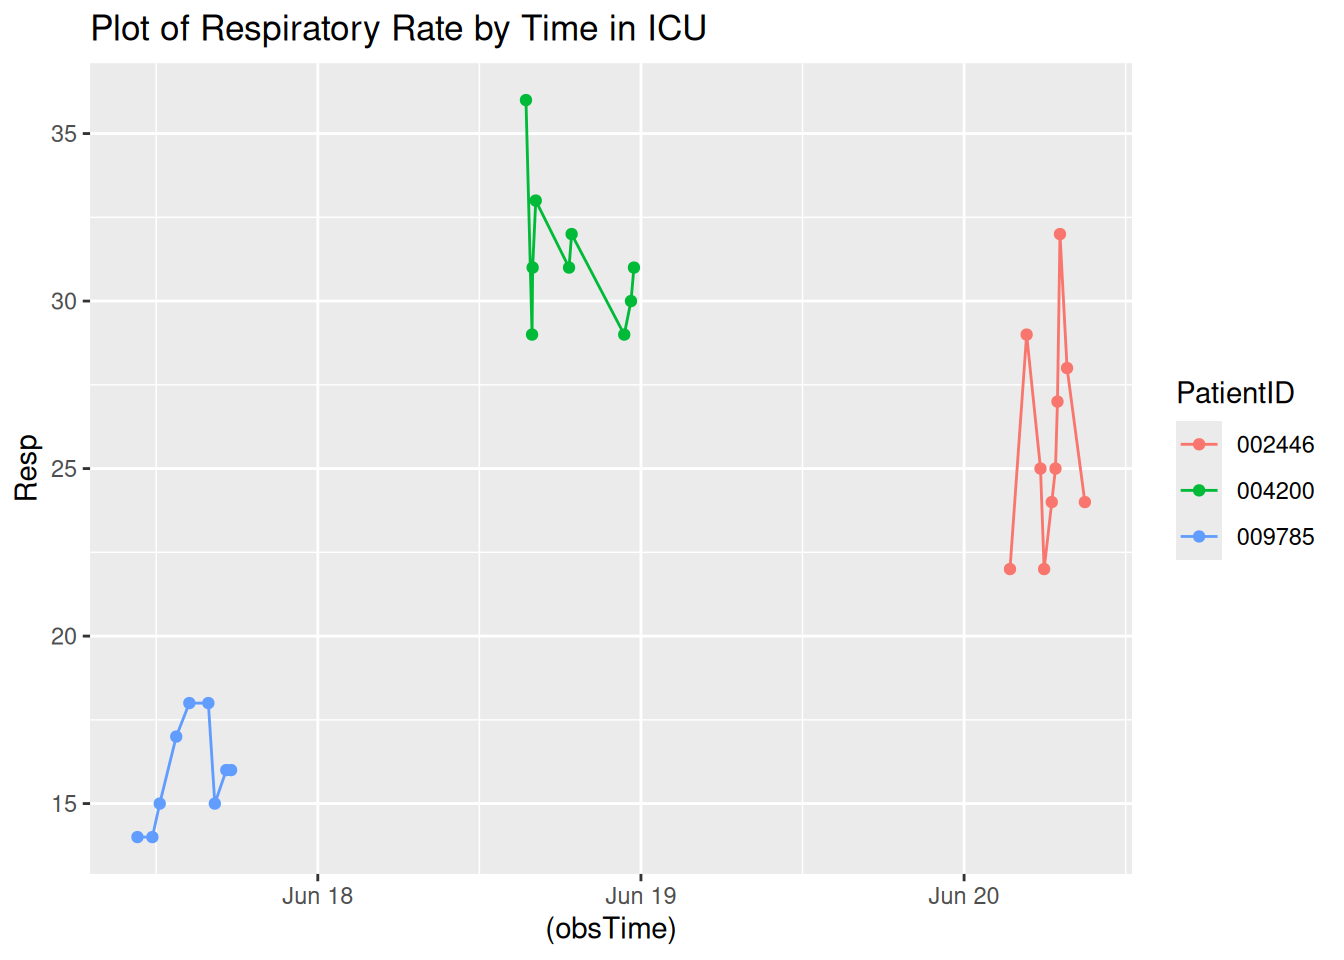 Plot of Respiratory Rate by Time in ICU
35
30
25
20
15
Resp
Jun 18
Jun 19
Jun 20
(obsTime)
PatientID
002446
004200
009785